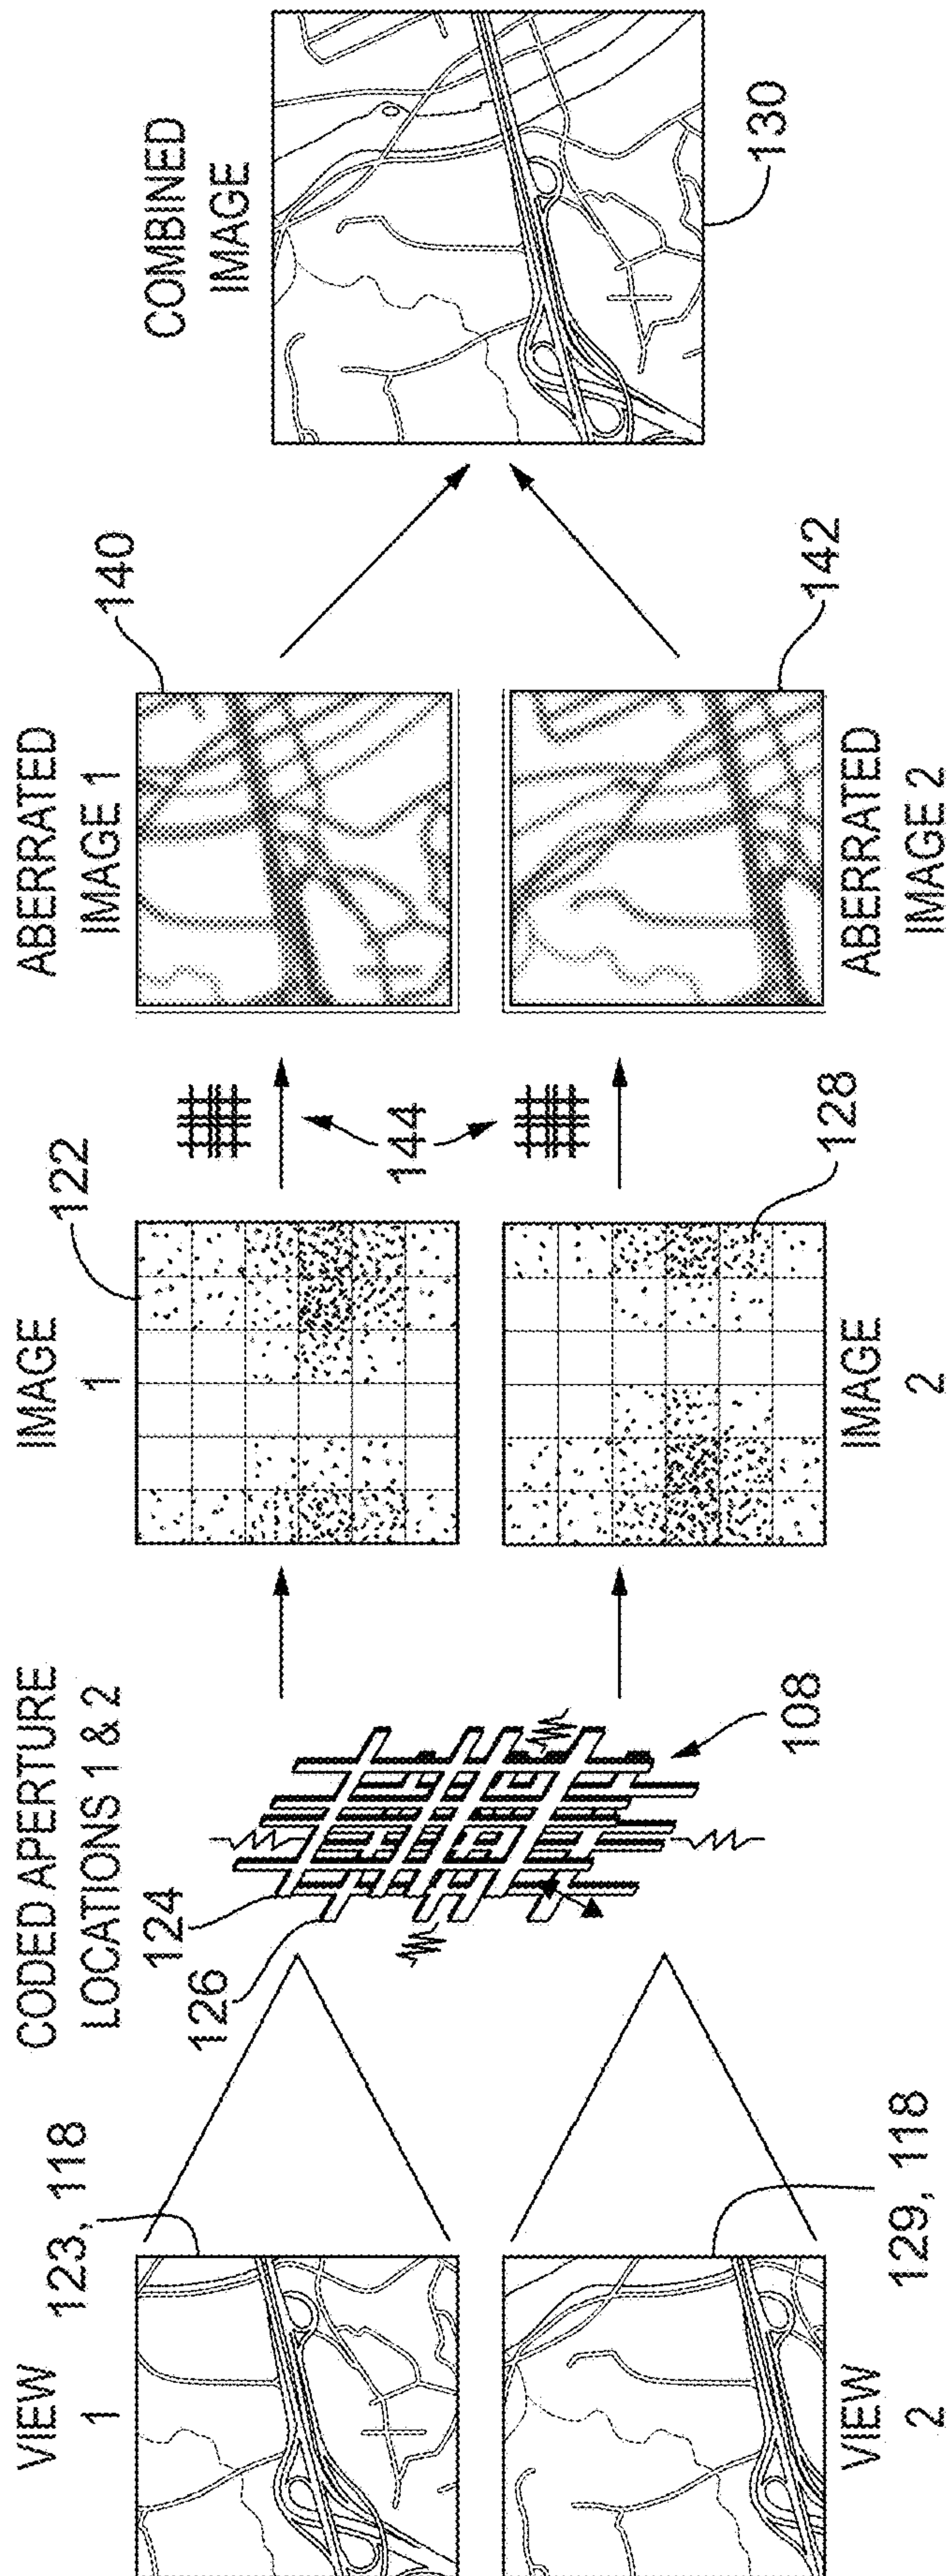 VIEW
1
123, 118
CODED APERTURE
LOCATIONS 1 & 2
124
126
IMAGE
1
122
144
ABERRATED
IMAGE 1
140
COMBINED
IMAGE
130
VIEW
2
129, 118
108
IMAGE
2
128
ABERRATED
IMAGE 2
142